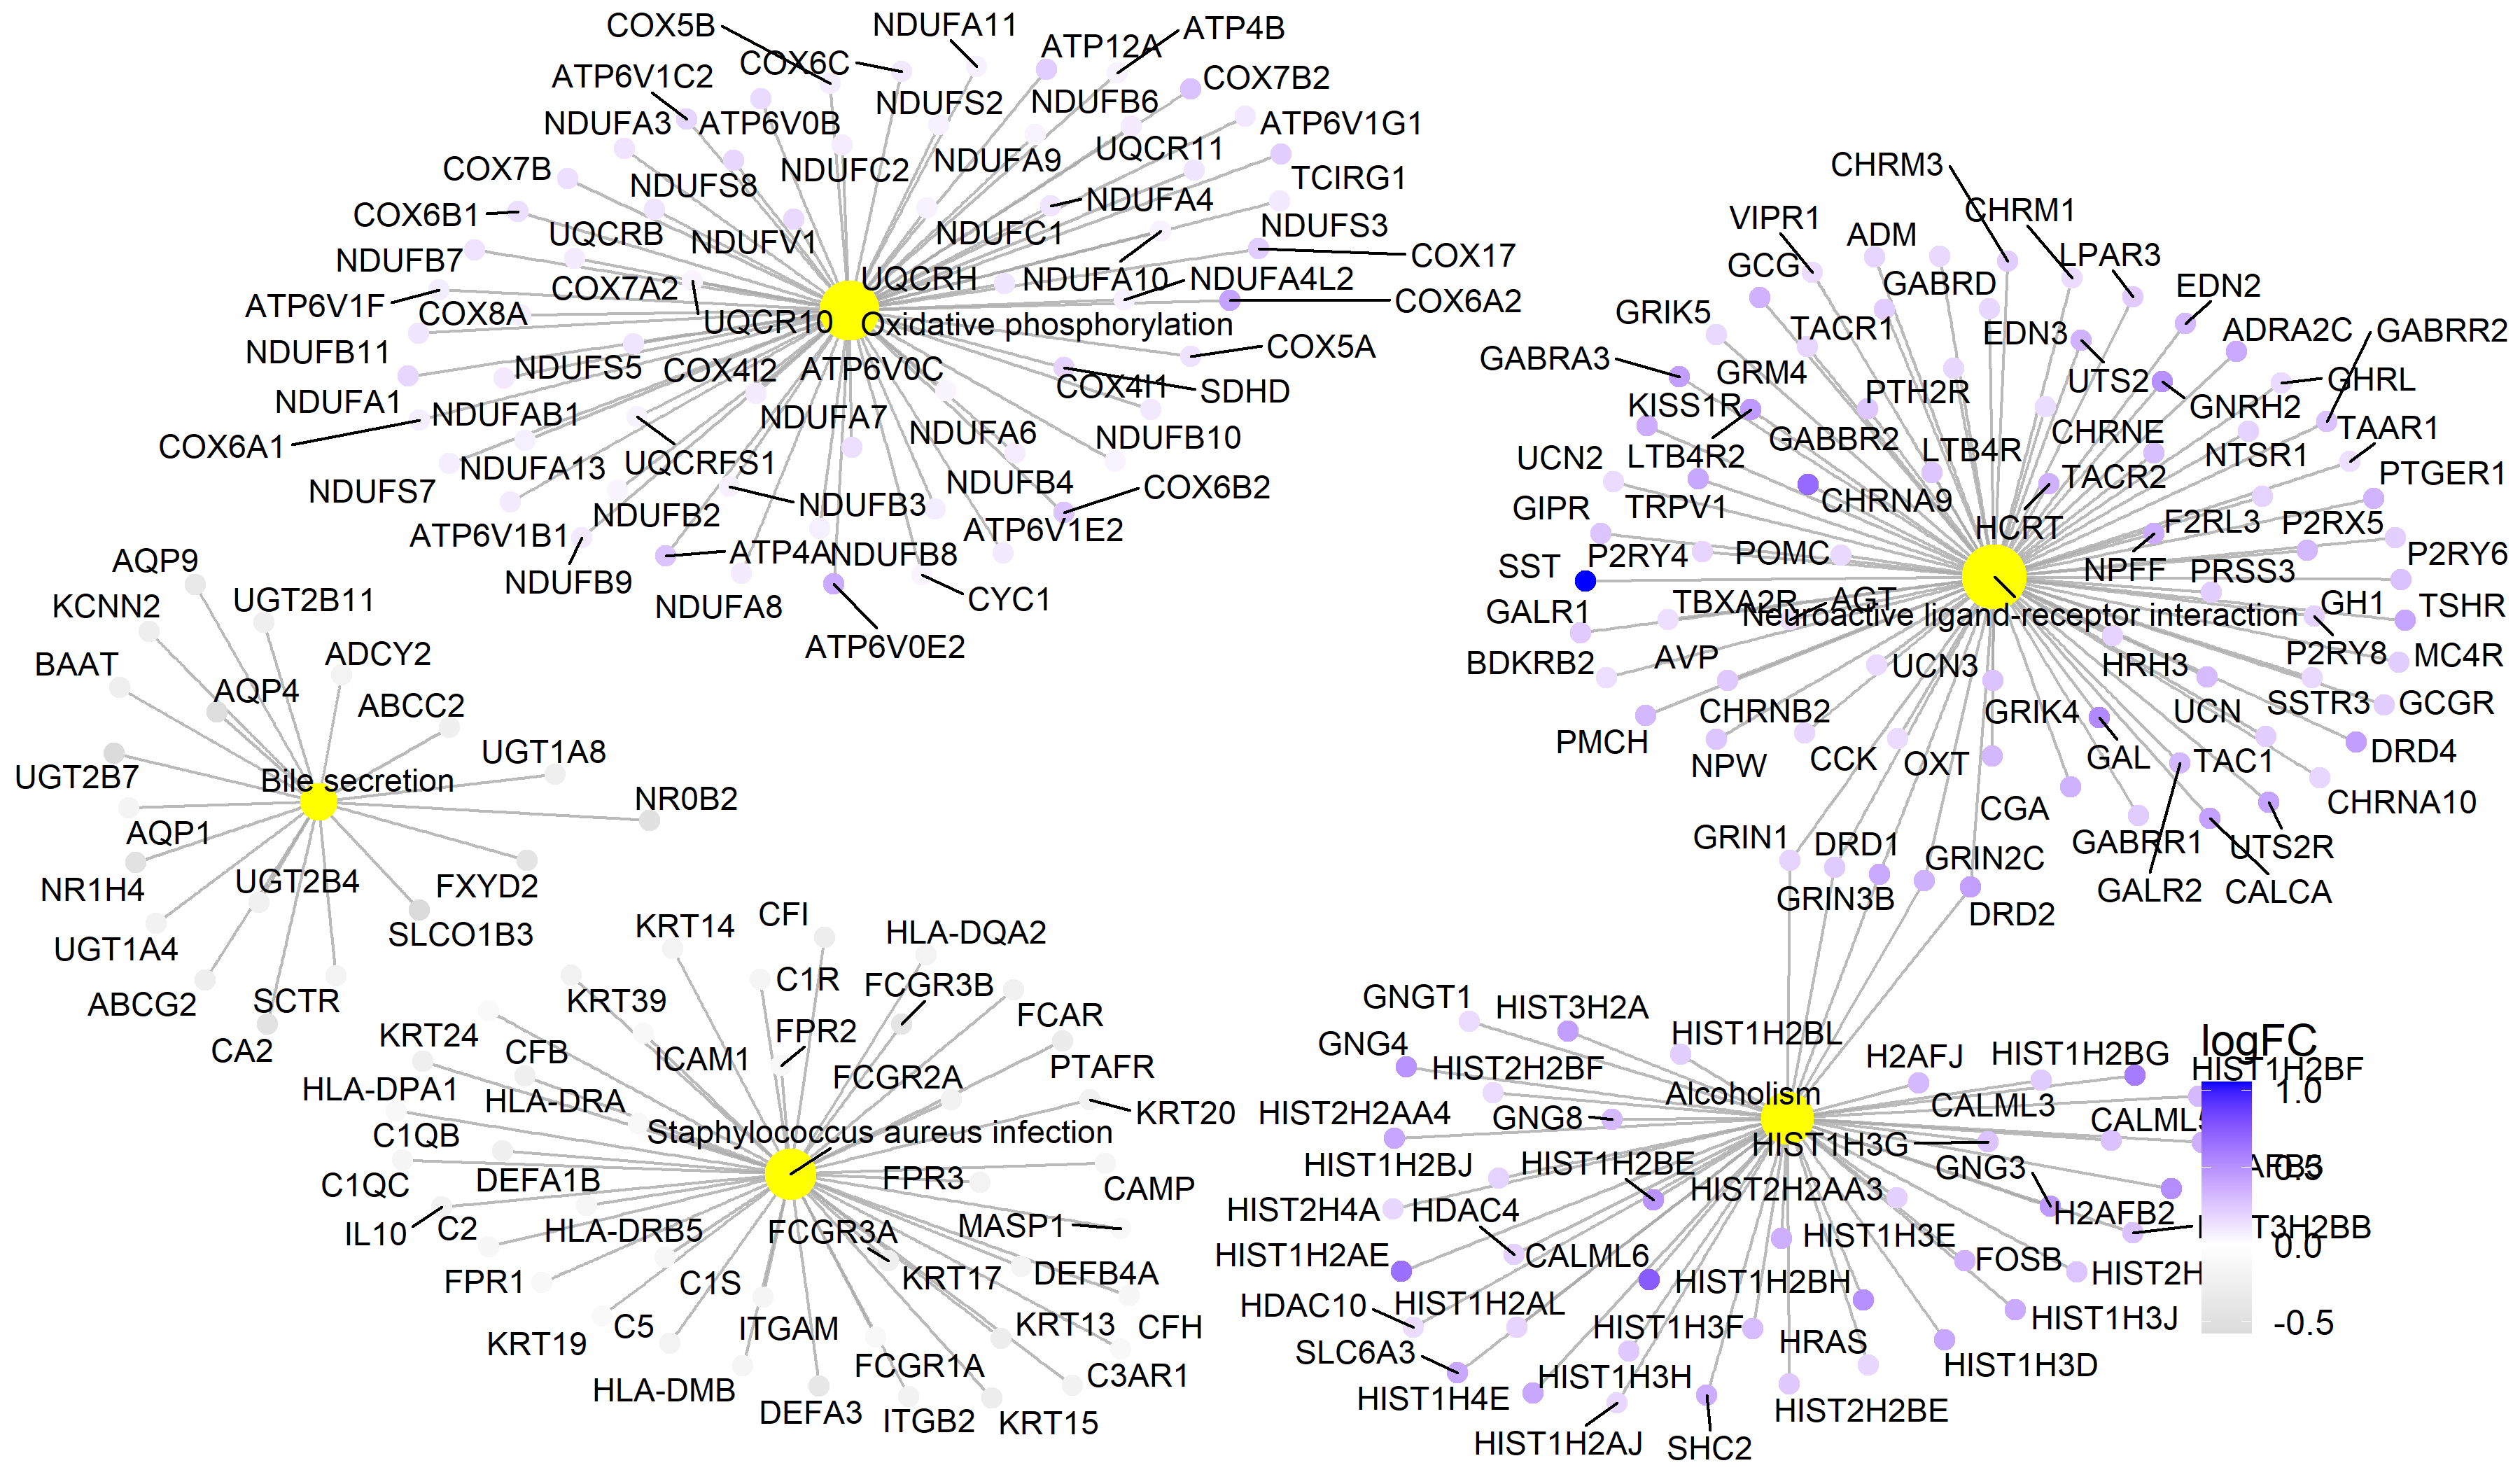 COX5B
NDUFA11
ATP12A
ATP4B
COX6C
ATP6V1C2
COX7B2
NDUFS2
NDUFB6
NDUFA3
ATP6V0B
ATP6V1G1
COX7B
NDUFC2
NDUFA9
UQCR11
NDUFS8
TCIRG1
COX6B1
NDUFA4
UQCRB
NDUFV1
NDUFC1
NDUFS3
NDUFB7
COX17
COX7A2
UQCRH
NDUFA10
NDUFA4L2
ATP6V1F
COX8A
UQCR10
Oxidative phosphorylation
COX6A2
NDUFB11
NDUFS5
COX4I2
ATP6V0C
COX5A
COX4I1
SDHD
NDUFA1
NDUFAB1
NDUFA7
COX6A1
NDUFA6
NDUFB10
NDUFA13
UQCRFS1
NDUFS7
NDUFB3
NDUFB4
COX6B2
NDUFB2
ATP6V1B1
ATP6V1E2
NDUFB9
ATP4A
NDUFB8
NDUFA8
CYC1
ATP6V0E2
CHRM3
VIPR1
CHRM1
ADM
LPAR3
GCG
GABRD
EDN2
GRIK5
TACR1
EDN3
ADRA2C
GABRR2
GABRA3
GRM4
PTH2R
UTS2
GHRL
KISS1R
GNRH2
GABBR2
CHRNE
TAAR1
UCN2
LTB4R2
LTB4R
NTSR1
TACR2
PTGER1
GIPR
TRPV1
CHRNA9
HCRT
F2RL3
P2RX5
SST
P2RY4
POMC
NPFF
PRSS3
P2RY6
GALR1
TBXA2R
AGT
Neuroactive ligand-receptor interaction
GH1
TSHR
BDKRB2
AVP
UCN3
HRH3
P2RY8
MC4R
PMCH
CHRNB2
GRIK4
UCN
SSTR3
GCGR
NPW
CCK
OXT
GAL
TAC1
DRD4
CGA
CHRNA10
GRIN1
DRD1
GRIN2C
GABRR1
UTS2R
GRIN3B
DRD2
GALR2
CALCA
AQP9
KCNN2
UGT2B11
BAAT
ADCY2
AQP4
ABCC2
UGT2B7
UGT1A8
Bile secretion
NR0B2
AQP1
NR1H4
UGT2B4
FXYD2
UGT1A4
SLCO1B3
ABCG2
SCTR
CA2
KRT14
CFI
HLA-DQA2
KRT39
C1R
FCGR3B
KRT24
FPR2
FCAR
CFB
ICAM1
FCGR2A
PTAFR
HLA-DPA1
HLA-DRA
KRT20
C1QB
Staphylococcus aureus infection
C1QC
DEFA1B
FPR3
CAMP
IL10
C2
HLA-DRB5
FCGR3A
MASP1
FPR1
C1S
KRT17
DEFB4A
KRT19
C5
ITGAM
KRT13
CFH
HLA-DMB
FCGR1A
C3AR1
DEFA3
ITGB2
KRT15
GNGT1
HIST3H2A
GNG4
HIST1H2BL
H2AFJ
HIST1H2BG
HIST1H2BF
HIST2H2BF
Alcoholism
HIST2H2AA4
GNG8
CALML3
HIST1H3G
HIST1H2BJ
HIST1H2BE
GNG3
HIST2H4A
HDAC4
HIST2H2AA3
H2AFB2
HIST1H2AE
CALML6
HIST1H3E
FOSB
HIST1H2BH
HDAC10
HIST1H2AL
HIST1H3F
HIST1H3J
SLC6A3
HRAS
HIST1H4E
HIST1H3H
HIST1H3D
HIST1H2AJ
SHC2
HIST2H2BE
logFC
1.0
0.5
0.0
-0.5